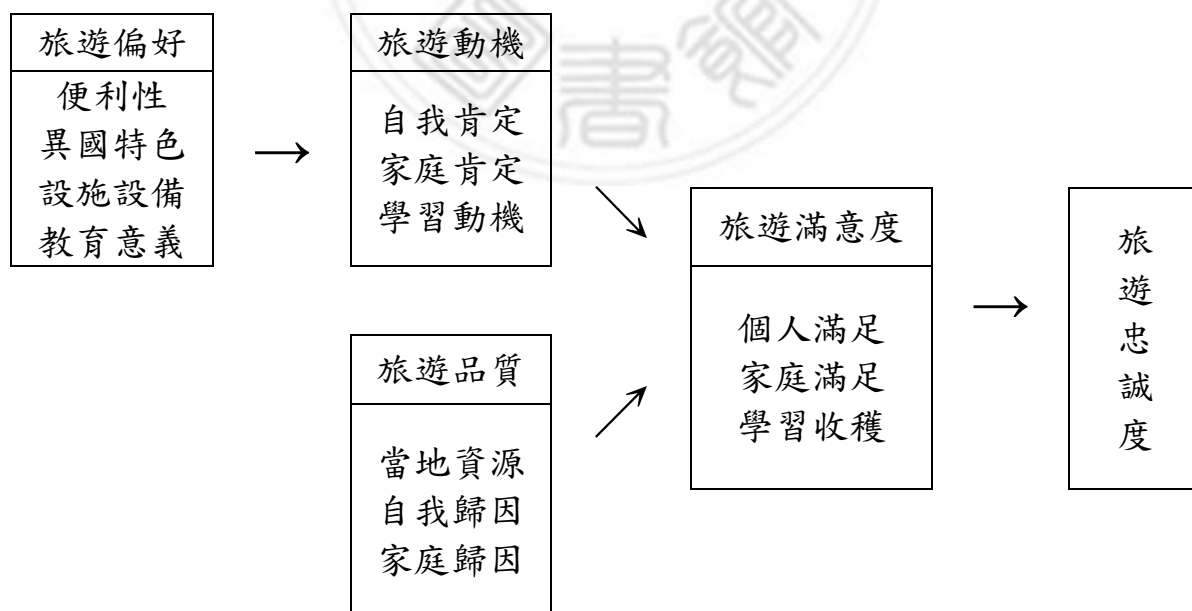 旅遊偏好
便利性
異國特色
設施設備
教育意義
旅遊動機
自我肯定
家庭肯定
學習動機
旅遊品質
當地資源
自我歸因
家庭歸因
旅遊滿意度
個人滿足
家庭滿足
學習收穫
旅遊忠誠度
書